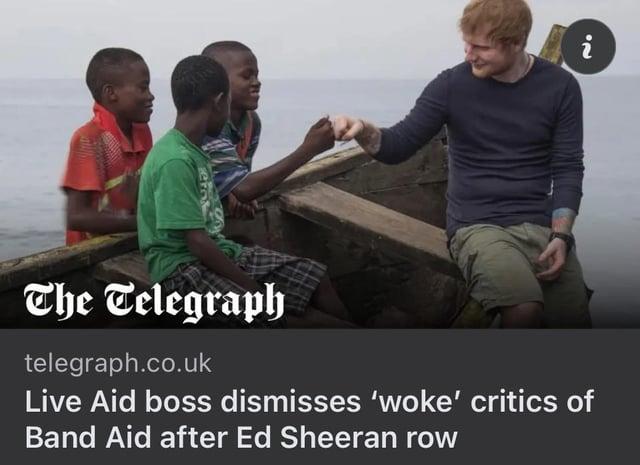 i
The Telegraph
telegraph.co.uk
Live Aid boss dismisses ‘woke’ critics of
Band Aid after Ed Sheeran row